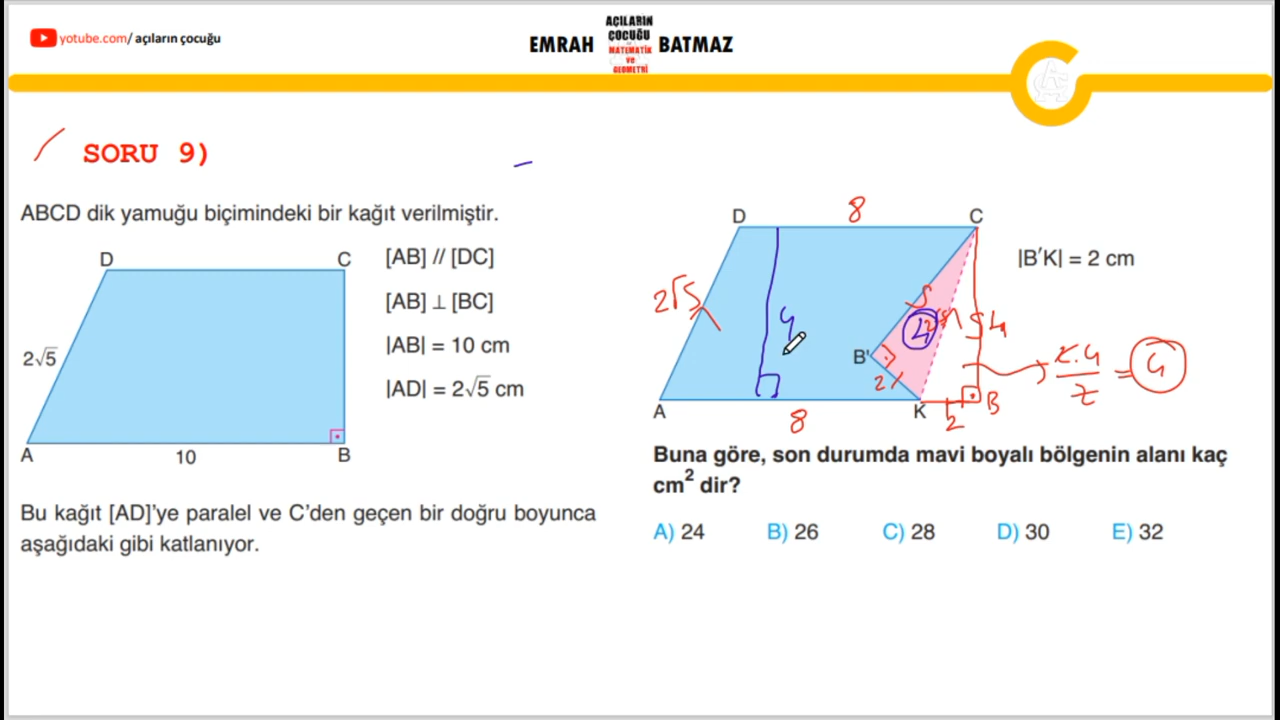 yotube.com/ açıların çocuğu
EMRAH
AÇILARIN
ÇOCUĞU
MATEMATİK
ve
GEOMETRİ
BATMAZ
SORU 9)
ABCD dik yamuğu biçimindeki bir kağıt verilmiştir.
D
C
2√5
A
10
B
[AB] // [DC]
[AB] ⊥ [BC]
|AB| = 10 cm
|AD| = 2√5 cm
Bu kağıt [AD]'ye paralel ve C'den geçen bir doğru boyunca
aşağıdaki gibi katlanıyor.
D
8
C
|B'K| = 2 cm
2√5
4
4
4
B'
2
2.4/2 = 4
A
8
K
2
B
Buna göre, son durumda mavi boyalı bölgenin alanı kaç
cm² dir?
A) 24 B) 26 C) 28 D) 30 E) 32